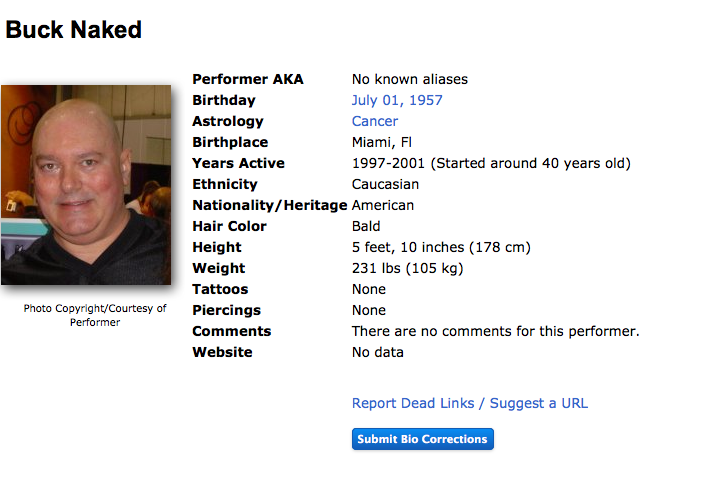 Buck Naked
Performer AKA No known aliases
Birthday July 01, 1957
Astrology Cancer
Birthplace Miami, Fl
Years Active 1997-2001 (Started around 40 years old)
Ethnicity Caucasian
Nationality/Heritage American
Hair Color Bald
Height 5 feet, 10 inches (178 cm)
Weight 231 lbs (105 kg)
Tattoos None
Piercings None
Comments There are no comments for this performer.
Website No data
Photo Copyright/Courtesy of
Performer
Report Dead Links / Suggest a URL
Submit Bio Corrections